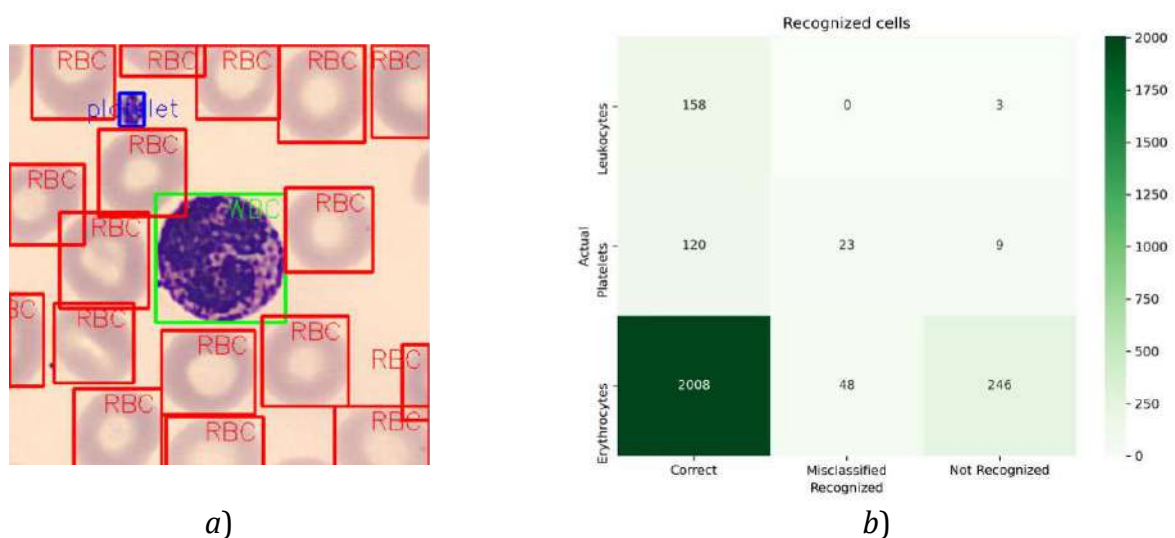 RBC RBC RBC RBC RBC
platelet
RBC
RBC WBC RBC
RBC
RBC RBC
RBC RBC RBC
RBC RBC RBC
Recognized cells
Actual
Leukocytes
Platelets
Erythrocytes
158 0 3
120 23 9
2008 48 246
Correct Misclassified Not Recognized
Recognized
2000
1750
1500
1250
1000
750
500
250
0
a) b)